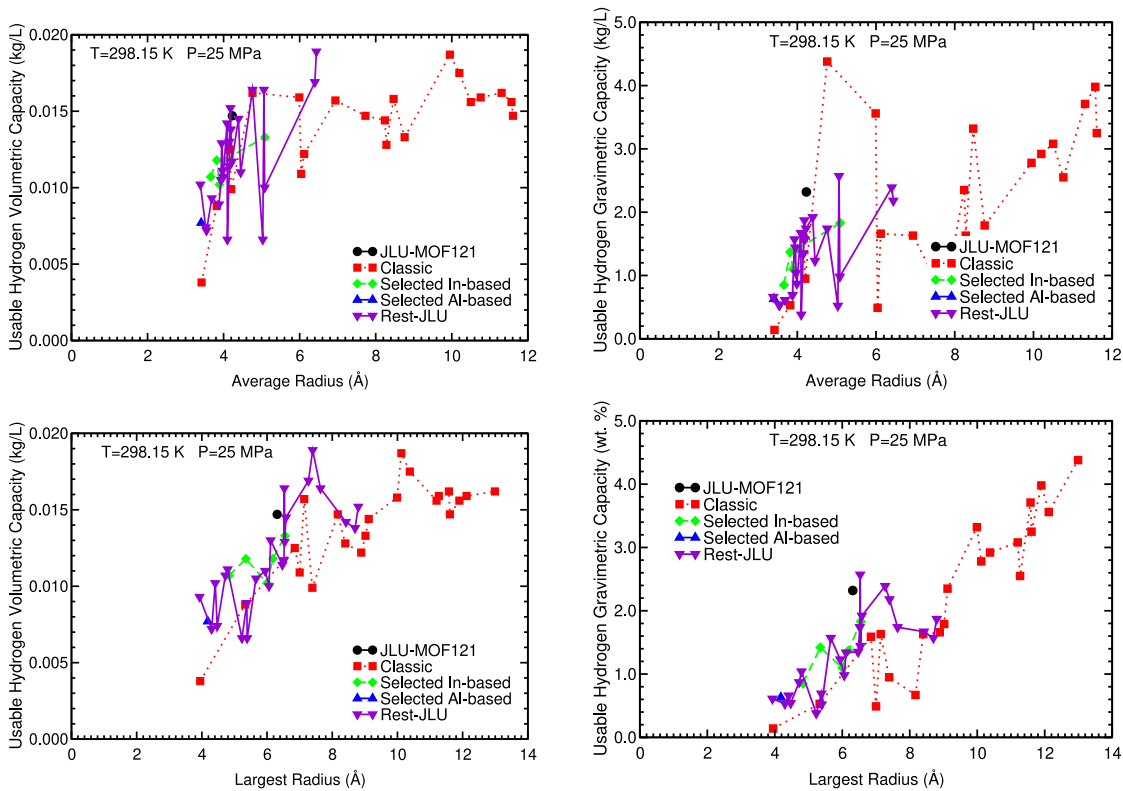 Usable Hydrogen Volumetric Capacity (kg/L)
0.020
0.015
0.010
0.005
0.000
T=298.15 K P=25 MPa
JLU-MOF121
Classic
Selected In-based
Selected Al-based
Rest-JLU
0 2 4 6 8 10 12
Average Radius (Å)
Usable Hydrogen Gravimetric Capacity (kg/L)
5.0
4.0
3.0
2.0
1.0
0.0
T=298.15 K P=25 MPa
JLU-MOF121
Classic
Selected In-based
Selected Al-based
Rest-JLU
0 2 4 6 8 10 12
Average Radius (Å)
Usable Hydrogen Volumetric Capacity (kg/L)
0.020
0.015
0.010
0.005
0.000
T=298.15 K P=25 MPa
JLU-MOF121
Classic
Selected In-based
Selected Al-based
Rest-JLU
0 2 4 6 8 10 12 14
Largest Radius (Å)
Usable Hydrogen Gravimetric Capacity (wt. %)
5.0
4.0
3.0
2.0
1.0
0.0
T=298.15 K P=25 MPa
JLU-MOF121
Classic
Selected In-based
Selected Al-based
Rest-JLU
0 2 4 6 8 10 12 14
Largest Radius (Å)